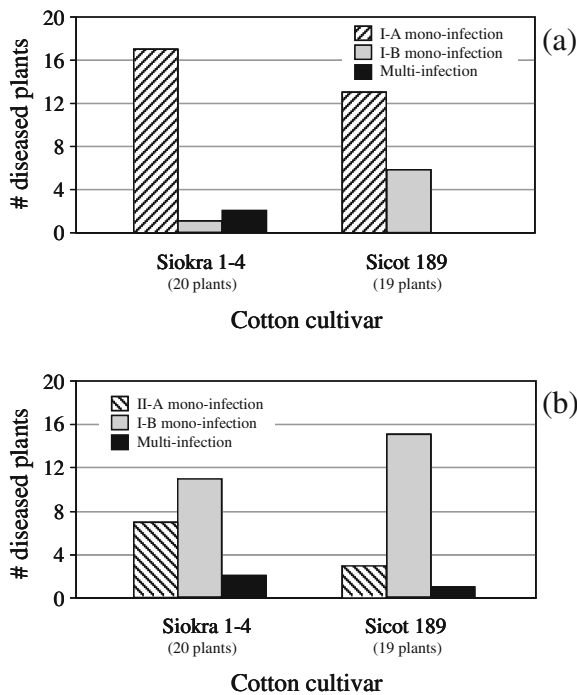 20
16
12
8
4
0
# diseased plants
I-A mono-infection
I-B mono-infection
Multi-infection
(a)
Siokra 1-4
(20 plants)
Sicot 189
(19 plants)
Cotton cultivar
20
16
12
8
4
0
# diseased plants
II-A mono-infection
I-B mono-infection
Multi-infection
(b)
Siokra 1-4
(20 plants)
Sicot 189
(19 plants)
Cotton cultivar